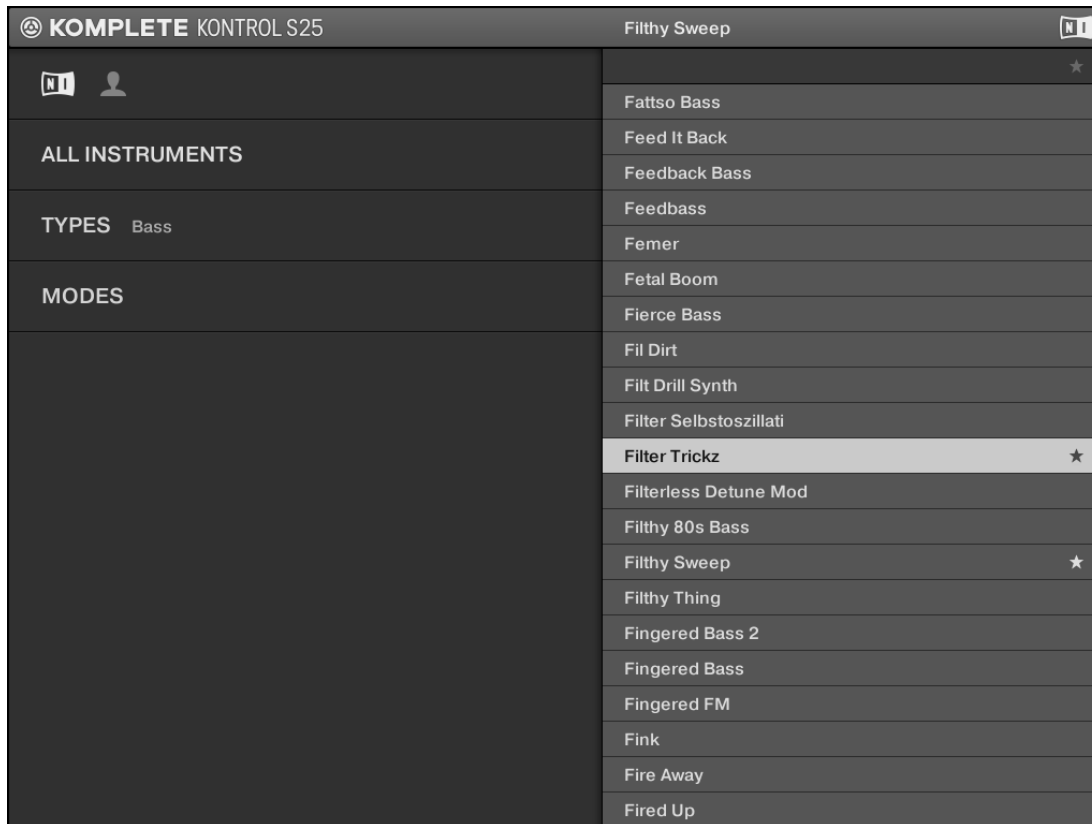 KOMPLETE KONTROL S25
Filthy Sweep
NI
NI
ALL INSTRUMENTS
TYPES Bass
MODES
Fattso Bass
Feed It Back
Feedback Bass
Feedbass
Femer
Fetal Boom
Fierce Bass
Fil Dirt
Filt Drill Synth
Filter Selbstoszillati
Filter Trickz
Filterless Detune Mod
Filthy 80s Bass
Filthy Sweep
Filthy Thing
Fingered Bass 2
Fingered Bass
Fingered FM
Fink
Fire Away
Fired Up